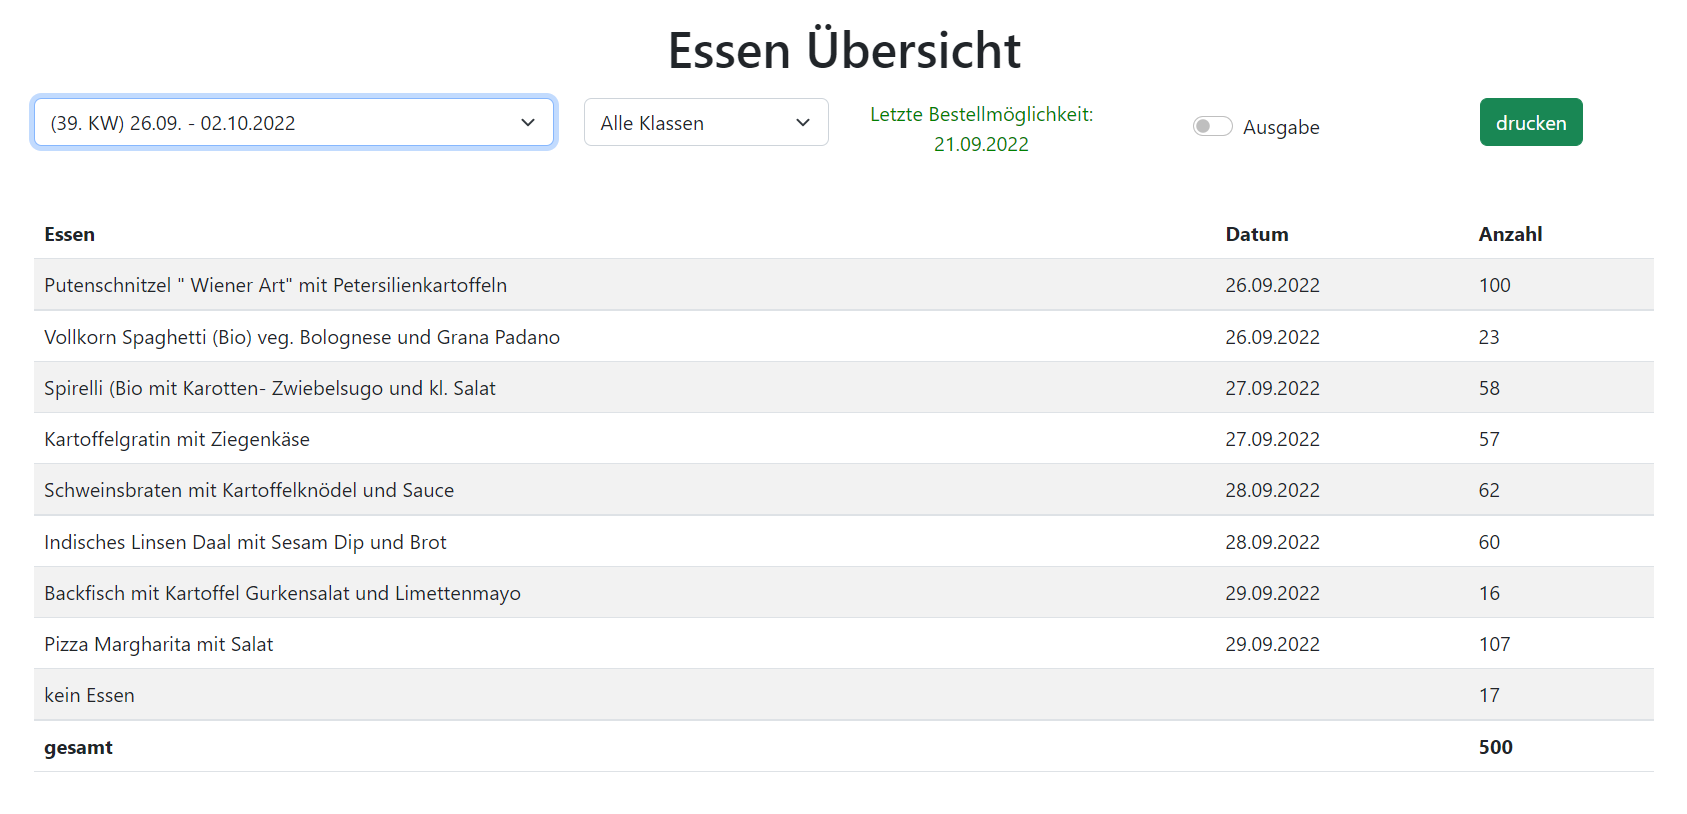 Essen Übersicht
(39. KW) 26.09. - 02.10.2022
Alle Klassen
Letzte Bestellmöglichkeit:
21.09.2022
Ausgabe
drucken
Essen Datum Anzahl
Putenschnitzel " Wiener Art" mit Petersilienkartoffeln 26.09.2022 100
Vollkorn Spaghetti (Bio) veg. Bolognese und Grana Padano 26.09.2022 23
Spirelli (Bio mit Karotten- Zwiebelsugo und kl. Salat 27.09.2022 58
Kartoffelgratin mit Ziegenkäse 27.09.2022 57
Schweinsbraten mit Kartoffelknödel und Sauce 28.09.2022 62
Indisches Linsen Daal mit Sesam Dip und Brot 28.09.2022 60
Backfisch mit Kartoffel Gurkensalat und Limettenmayo 29.09.2022 16
Pizza Margharita mit Salat 29.09.2022 107
kein Essen 17
gesamt 500